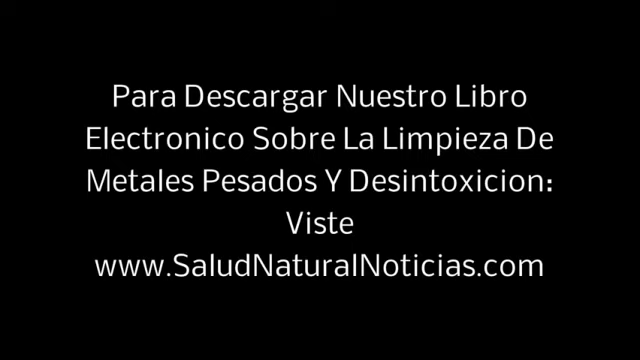 Para Descargar Nuestro Libro
Electronico Sobre La Limpieza De
Metales Pesados Y Desintoxicion:
Viste
www.SaludNaturalNoticias.com